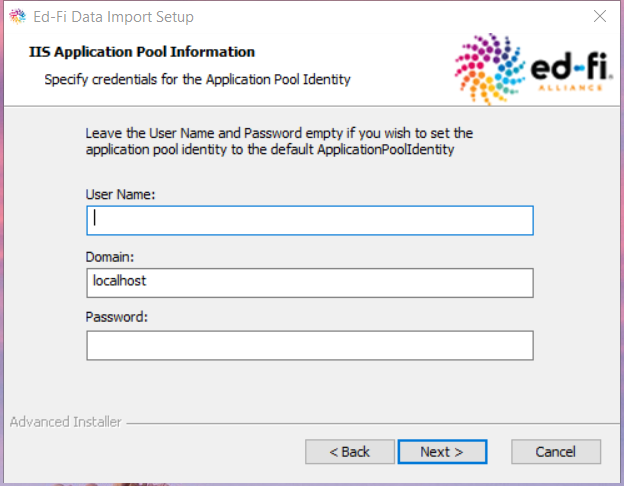 Ed-Fi Data Import Setup
IIS Application Pool Information
Specify credentials for the Application Pool Identity
ed-fi.
ALLIANCE
Leave the User Name and Password empty if you wish to set the
application pool identity to the default ApplicationPoolIdentity
User Name:
Domain:
localhost
Password:
Advanced Installer
< Back
Next >
Cancel